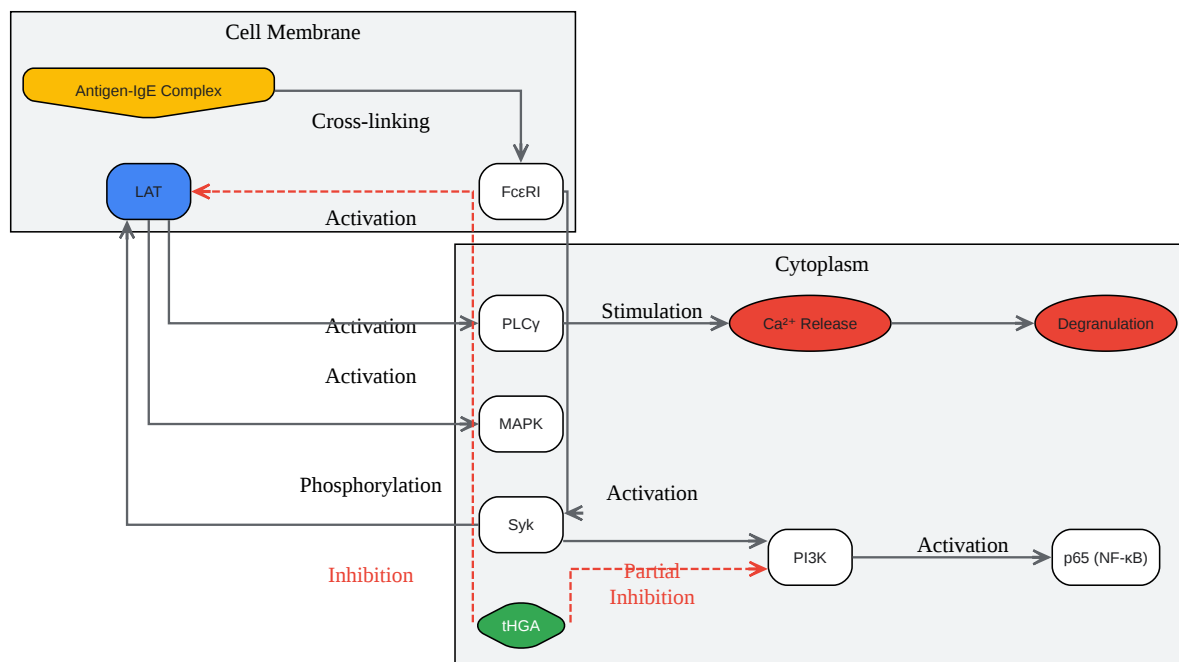 Cell Membrane
Antigen-IgE Complex
Cross-linking
LAT
FcεRI
Activation
Cytoplasm
PLCγ
Stimulation
Ca²⁺ Release
Degranulation
Activation
Activation
MAPK
Phosphorylation
Activation
Syk
PI3K
Activation
p65 (NF-κB)
Inhibition
Partial
Inhibition
tHGA